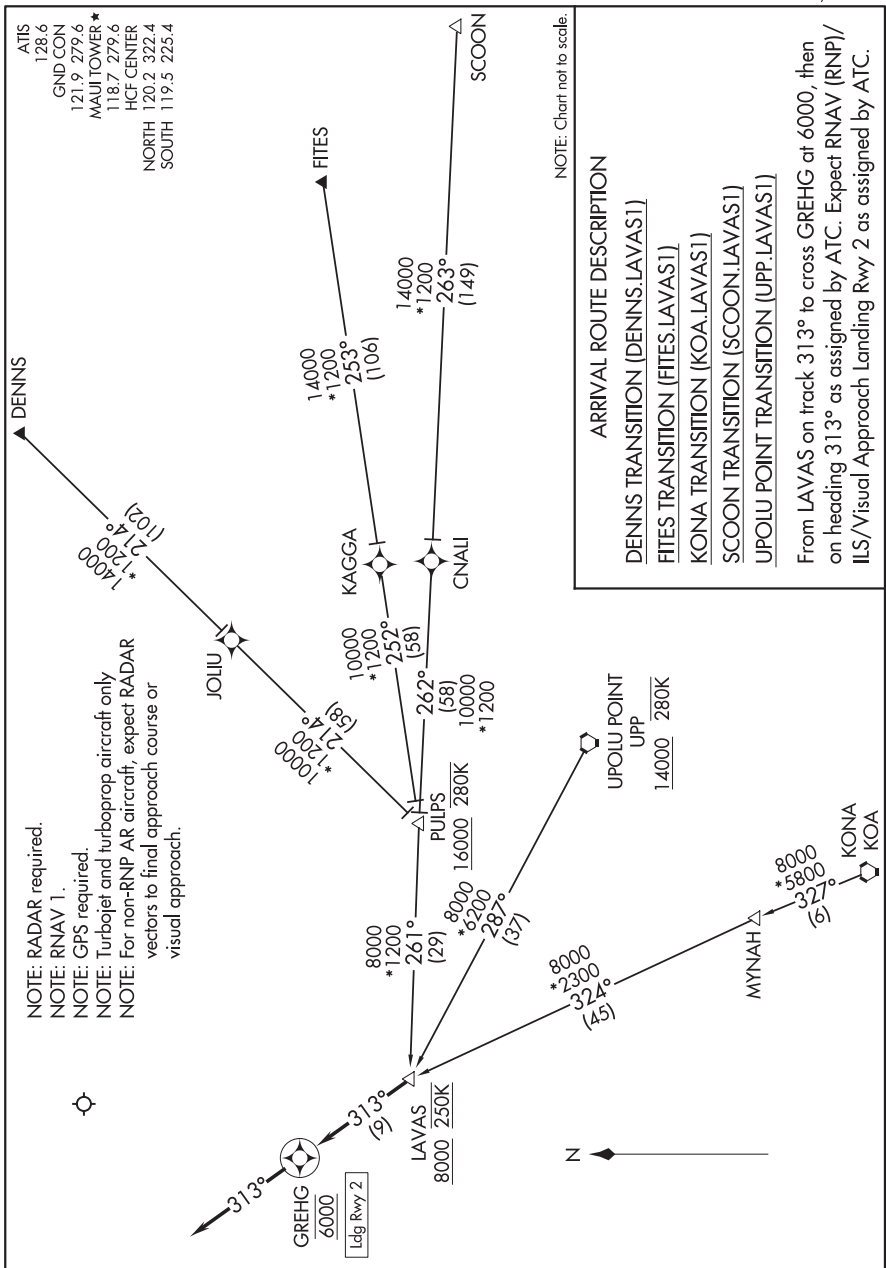 ATIS
128.6
GND CON
121.9 279.6
MAUI TOWER ★
118.7 279.6
HCF CENTER
NORTH 120.2 322.4
SOUTH 119.5 225.4
NOTE: RADAR required.
NOTE: RNAV 1.
NOTE: GPS required.
NOTE: Turbojet and turboprop aircraft only
NOTE: For non-RNP AR aircraft, expect RADAR
vectors to final approach course or
visual approach.
DENNS
14000
*1200
214°
(102)
JOLIU
10000
*1200
214°
(58)
FITES
14000
*1200
253°
(106)
KAGGA
10000
*1200
252°
(58)
SCOON
14000
*1200
263°
(149)
CNALI
262°
(58)
10000
*1200
PULPS
16000 280K
8000
*1200
261°
(29)
UPOLU POINT
UPP
14000 280K
8000
*6200
287°
(37)
KONA
KOA
8000
*5800
327°
(6)
MYNAH
8000
*2300
324°
(45)
LAVAS
8000 250K
313°
(9)
GREHG
6000
Ldg Rwy 2
313°
N
NOTE: Chart not to scale.
ARRIVAL ROUTE DESCRIPTION
DENNS TRANSITION (DENNS.LAVAS1)
FITES TRANSITION (FITES.LAVAS1)
KONA TRANSITION (KOA.LAVAS1)
SCOON TRANSITION (SCOON.LAVAS1)
UPOLU POINT TRANSITION (UPP.LAVAS1)
From LAVAS on track 313° to cross GREHG at 6000, then
on heading 313° as assigned by ATC. Expect RNAV (RNP)/
ILS/Visual Approach Landing Rwy 2 as assigned by ATC.